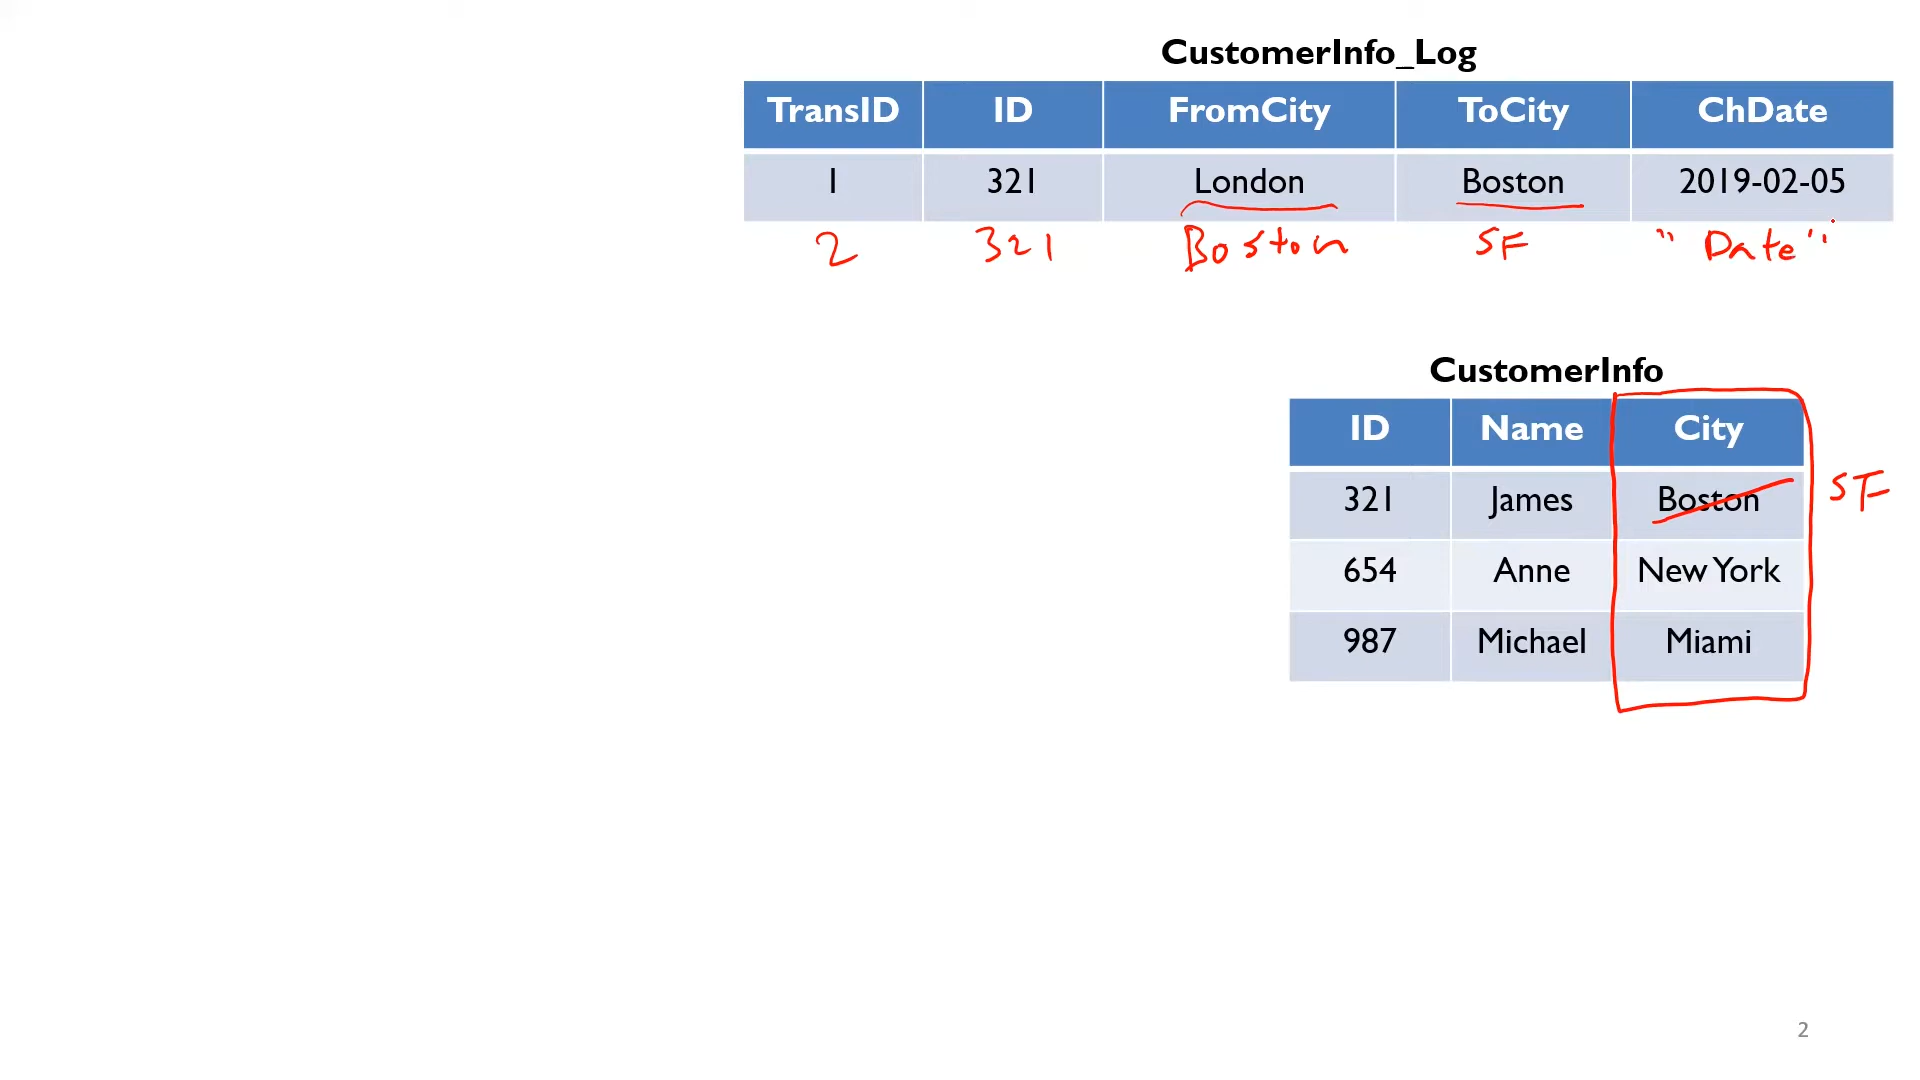 CustomerInfo_Log
TransID ID FromCity ToCity ChDate
1 321 London Boston 2019-02-05
2 321 Boston SF "Date"
CustomerInfo
ID Name City
321 James Boston SF
654 Anne New York
987 Michael Miami
2